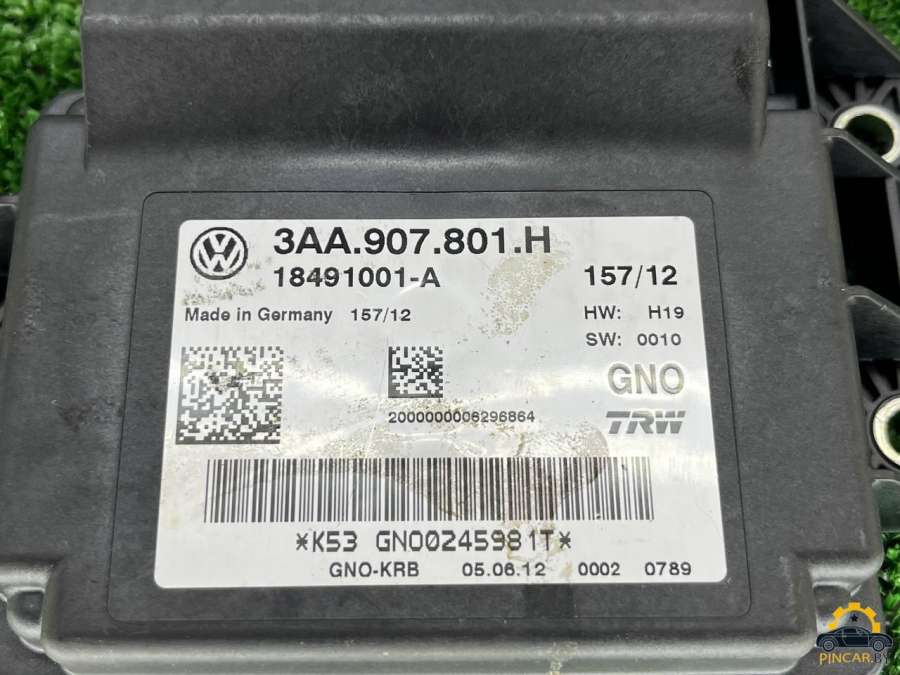 3AA.907.801.H
18491001-A 157/12
Made in Germany 157/12 HW: H19
SW: 0010
GNO
TRW
2000000006296864
*K53 GNO0245981T*
GNO-KRB 05.06.12 0002 0789
PINCAR.BY